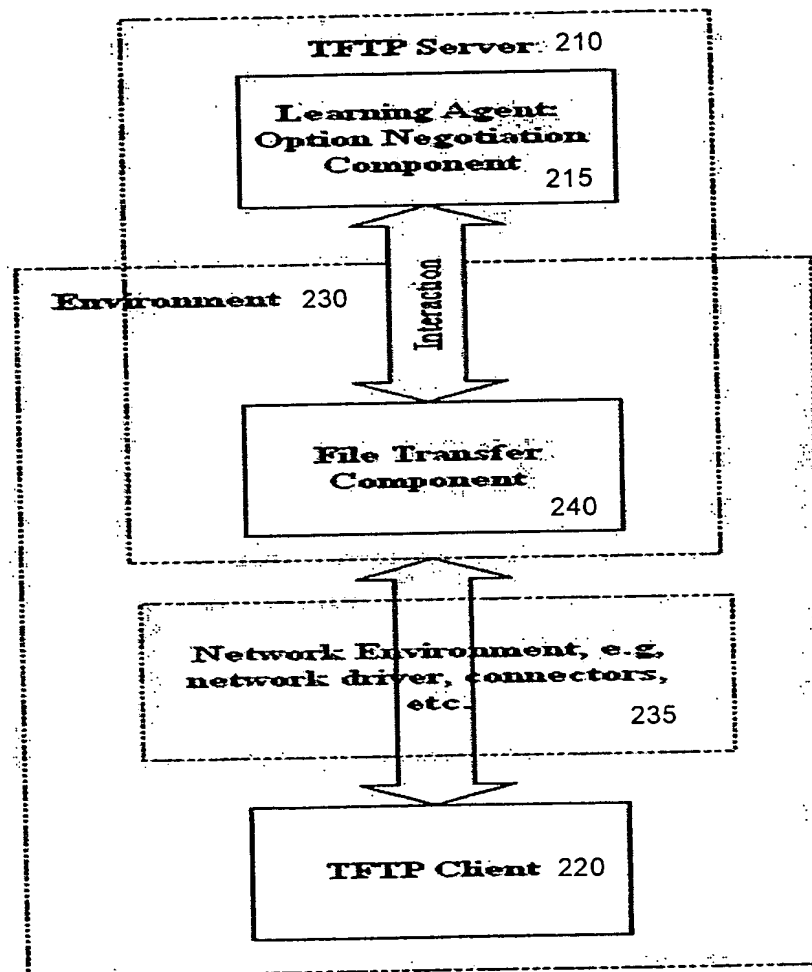 TFTP Server 210
Learning Agent:
Option Negotiation
Component
215
Environment 230
Interaction
File Transfer
Component
240
Network Environment, e.g,
network driver, connectors,
etc.
235
TFTP Client 220